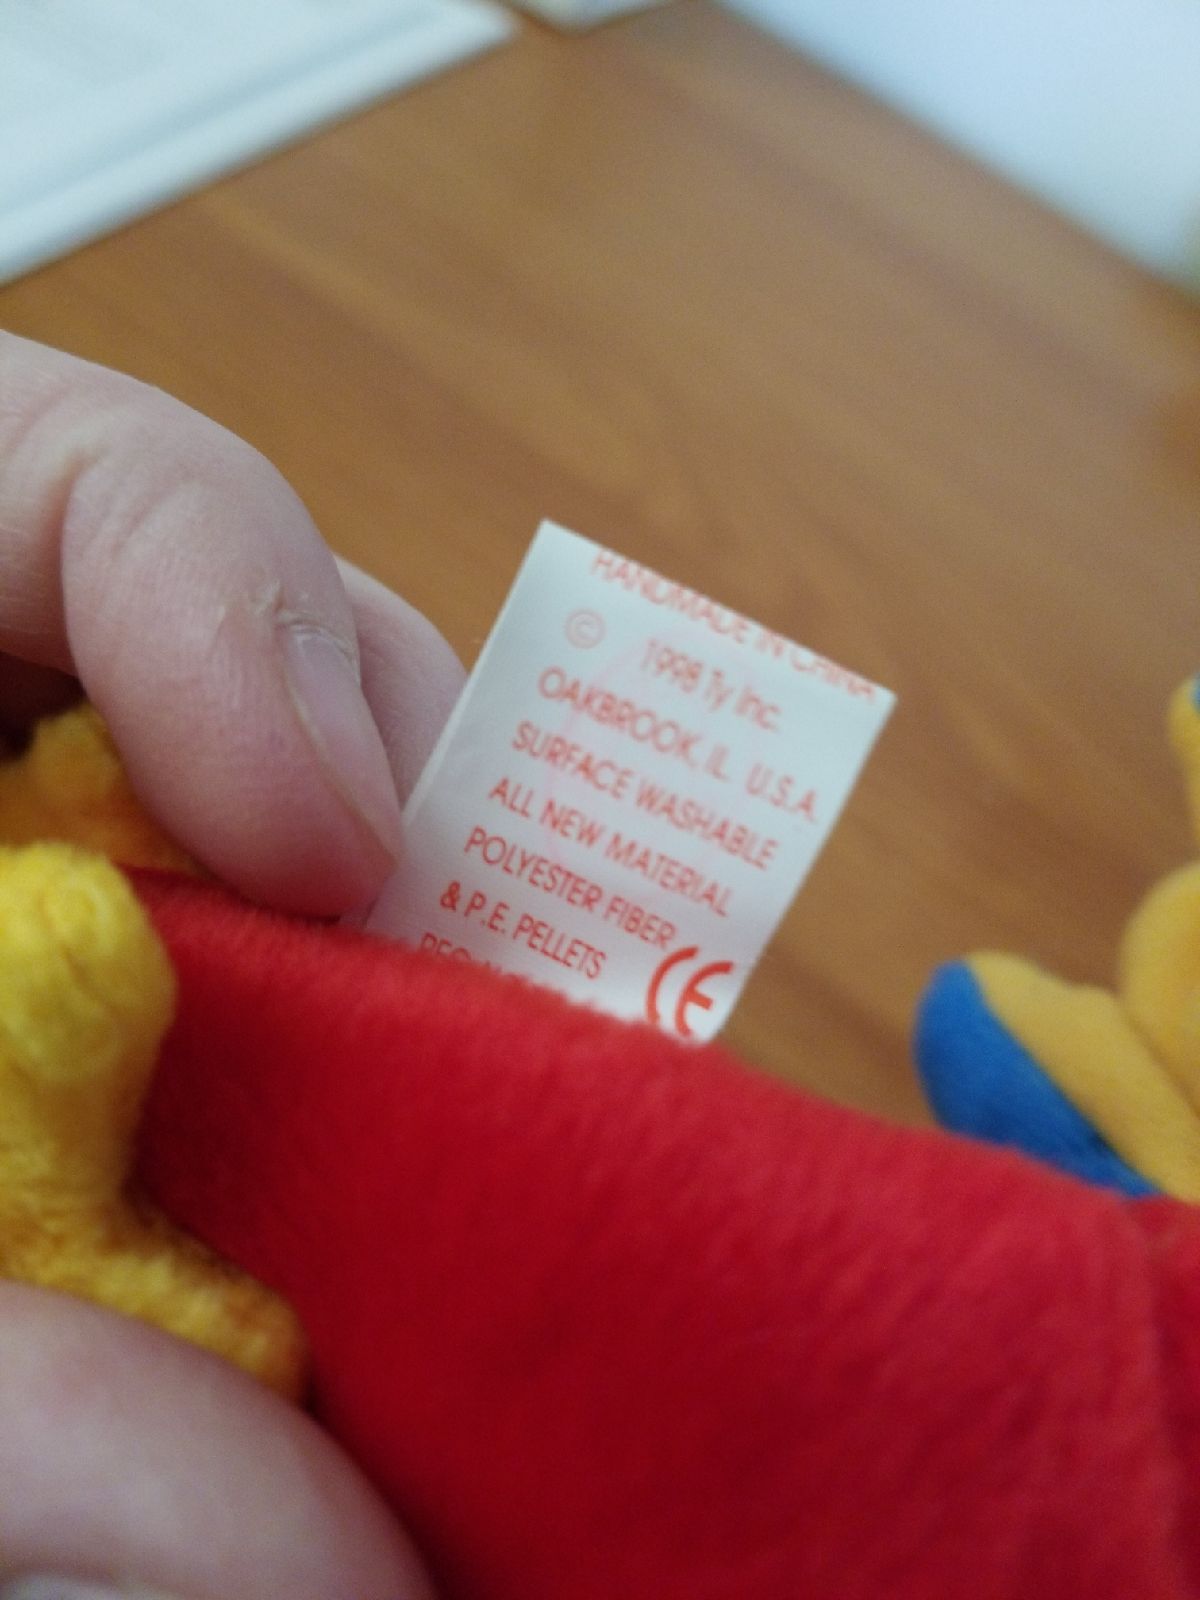 HANDMADE IN CHINA
© 1998 Ty Inc.
OAKBROOK, IL U.S.A.
SURFACE WASHABLE
ALL NEW MATERIAL
POLYESTER FIBER
& P.E. PELLETS
CE